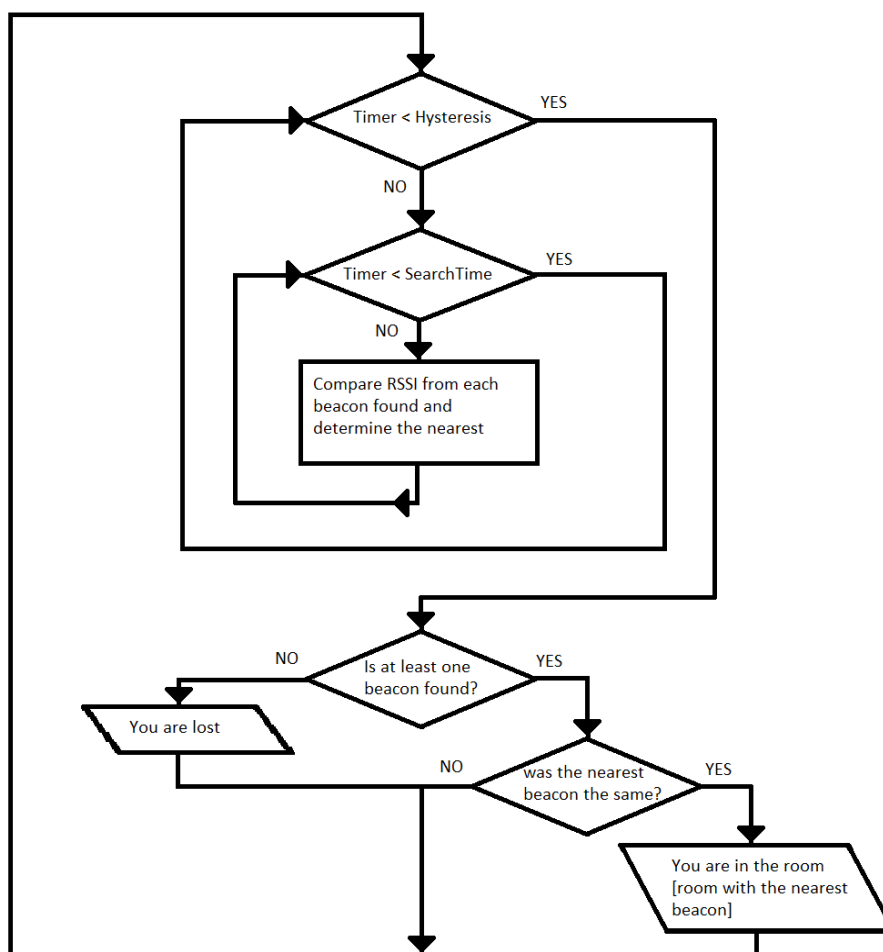 Timer < Hysteresis
YES
NO
Timer < SearchTime
YES
NO
Compare RSSI from each
beacon found and
determine the nearest
NO
Is at least one
beacon found?
YES
You are lost
NO
was the nearest
beacon the same?
YES
You are in the room
[room with the nearest
beacon]